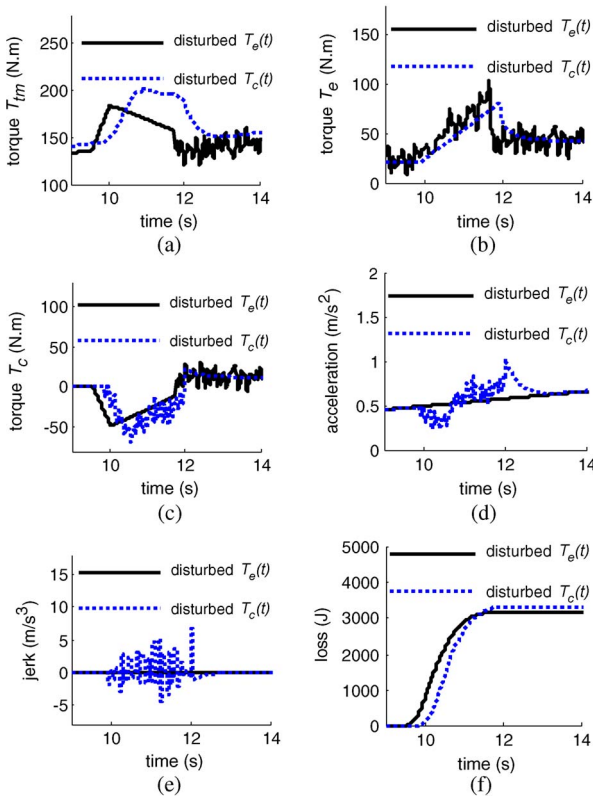 torque T_tm (N.m)
250
200
150
100
10
12
14
time (s)
disturbed T_e(t)
disturbed T_c(t)
(a)
torque T_e (N.m)
150
100
50
0
10
12
14
time (s)
disturbed T_e(t)
disturbed T_c(t)
(b)
torque T_c (N.m)
100
50
0
-50
10
12
14
time (s)
disturbed T_e(t)
disturbed T_c(t)
(c)
acceleration (m/s²)
2
1.5
1
0.5
0
10
12
14
time (s)
disturbed T_e(t)
disturbed T_c(t)
(d)
jerk (m/s³)
15
10
5
0
-5
10
12
14
time (s)
disturbed T_e(t)
disturbed T_c(t)
(e)
loss (J)
5000
4000
3000
2000
1000
0
10
12
14
time (s)
disturbed T_e(t)
disturbed T_c(t)
(f)